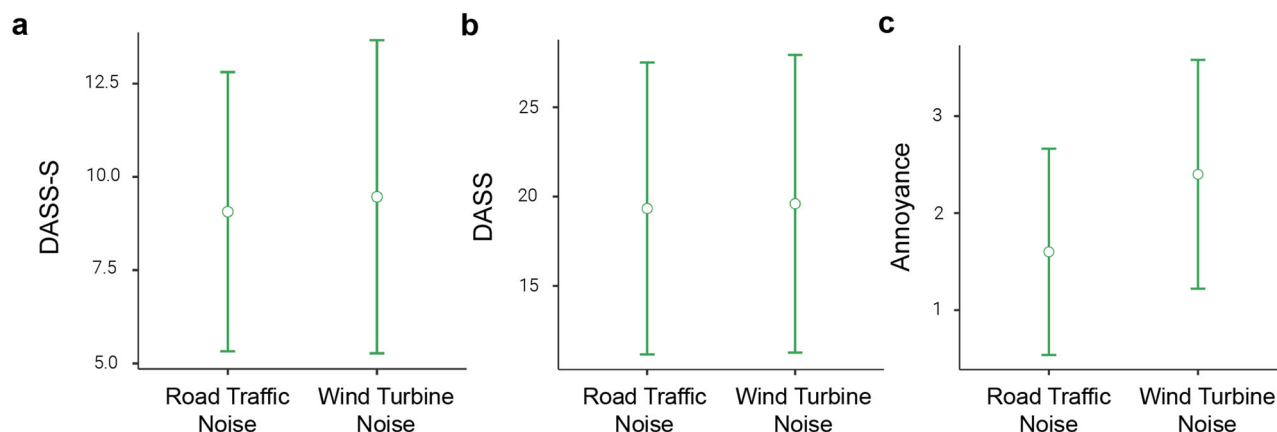 a
DASS-S
12.5
10.0
7.5
5.0
Road Traffic Noise
Wind Turbine Noise
b
DASS
25
20
15
Road Traffic Noise
Wind Turbine Noise
c
Annoyance
3
2
1
Road Traffic Noise
Wind Turbine Noise